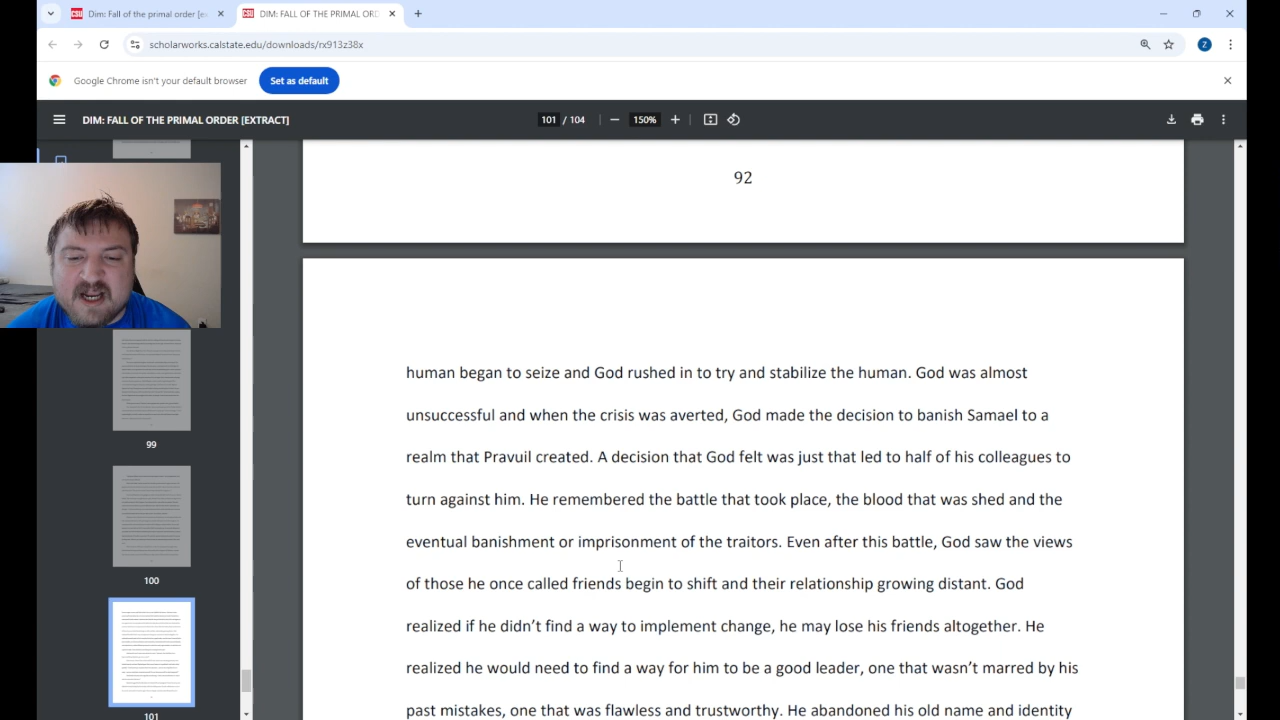 Dim: Fall of the primal order [e
DIM: FALL OF THE PRIMAL ORD
scholarworks.calstate.edu/downloads/rx913z38x
Z
Google Chrome isn't your default browser
Set as default
DIM: FALL OF THE PRIMAL ORDER [EXTRACT]
101 / 104
150%
92
human began to seize and God rushed in to try and stabilize the human. God was almost
unsuccessful and when the crisis was averted, God made the decision to banish Samael to a
realm that Pravuil created. A decision that God felt was just that led to half of his colleagues to
turn against him. He remembered the battle that took place, the blood that was shed and the
eventual banishment or imprisonment of the traitors. Even after this battle, God saw the views
of those he once called friends begin to shift and their relationship growing distant. God
realized if he didn't find a way to implement change, he may lose his friends altogether. He
realized he would need to find a way for him to be a good leader, one that wasn't marred by his
past mistakes, one that was flawless and trustworthy. He abandoned his old name and identity
99
100
101